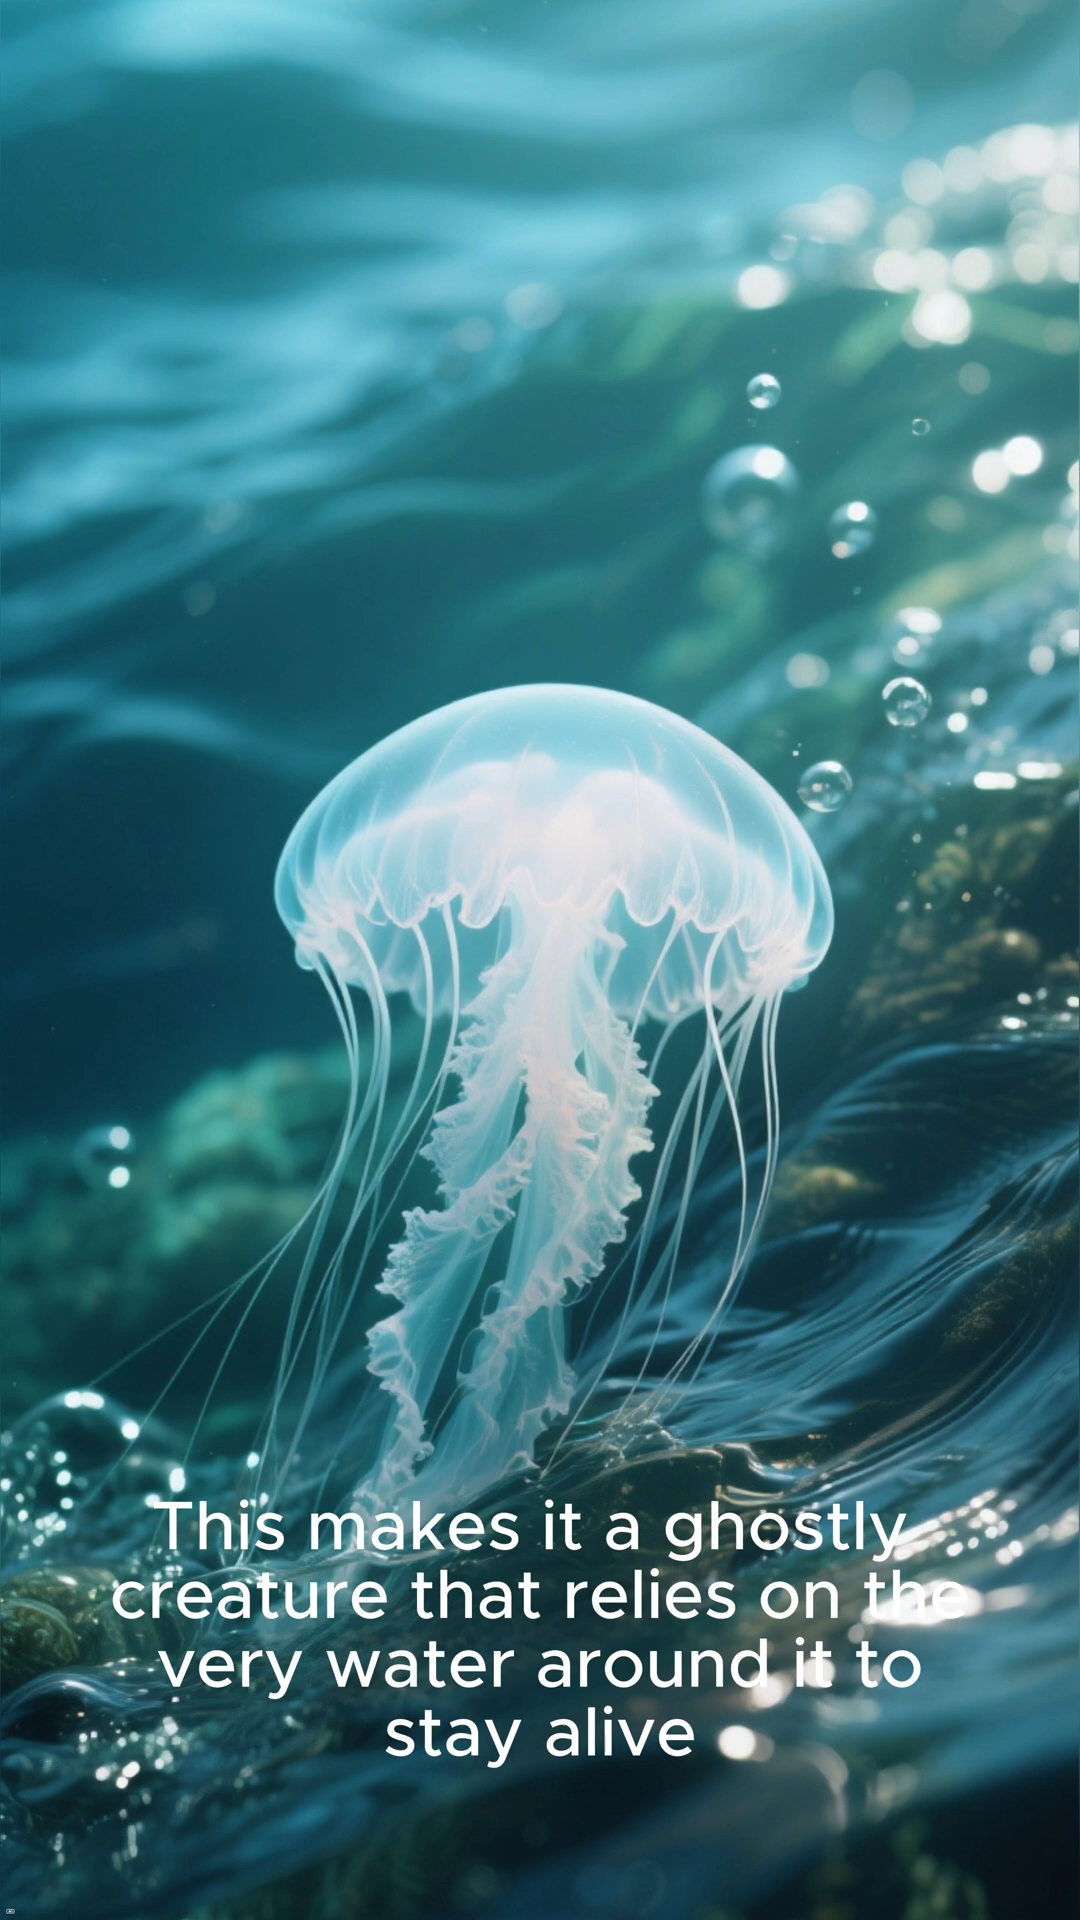 This makes it a ghostly
creature that relies on the
very water around it to
stay alive